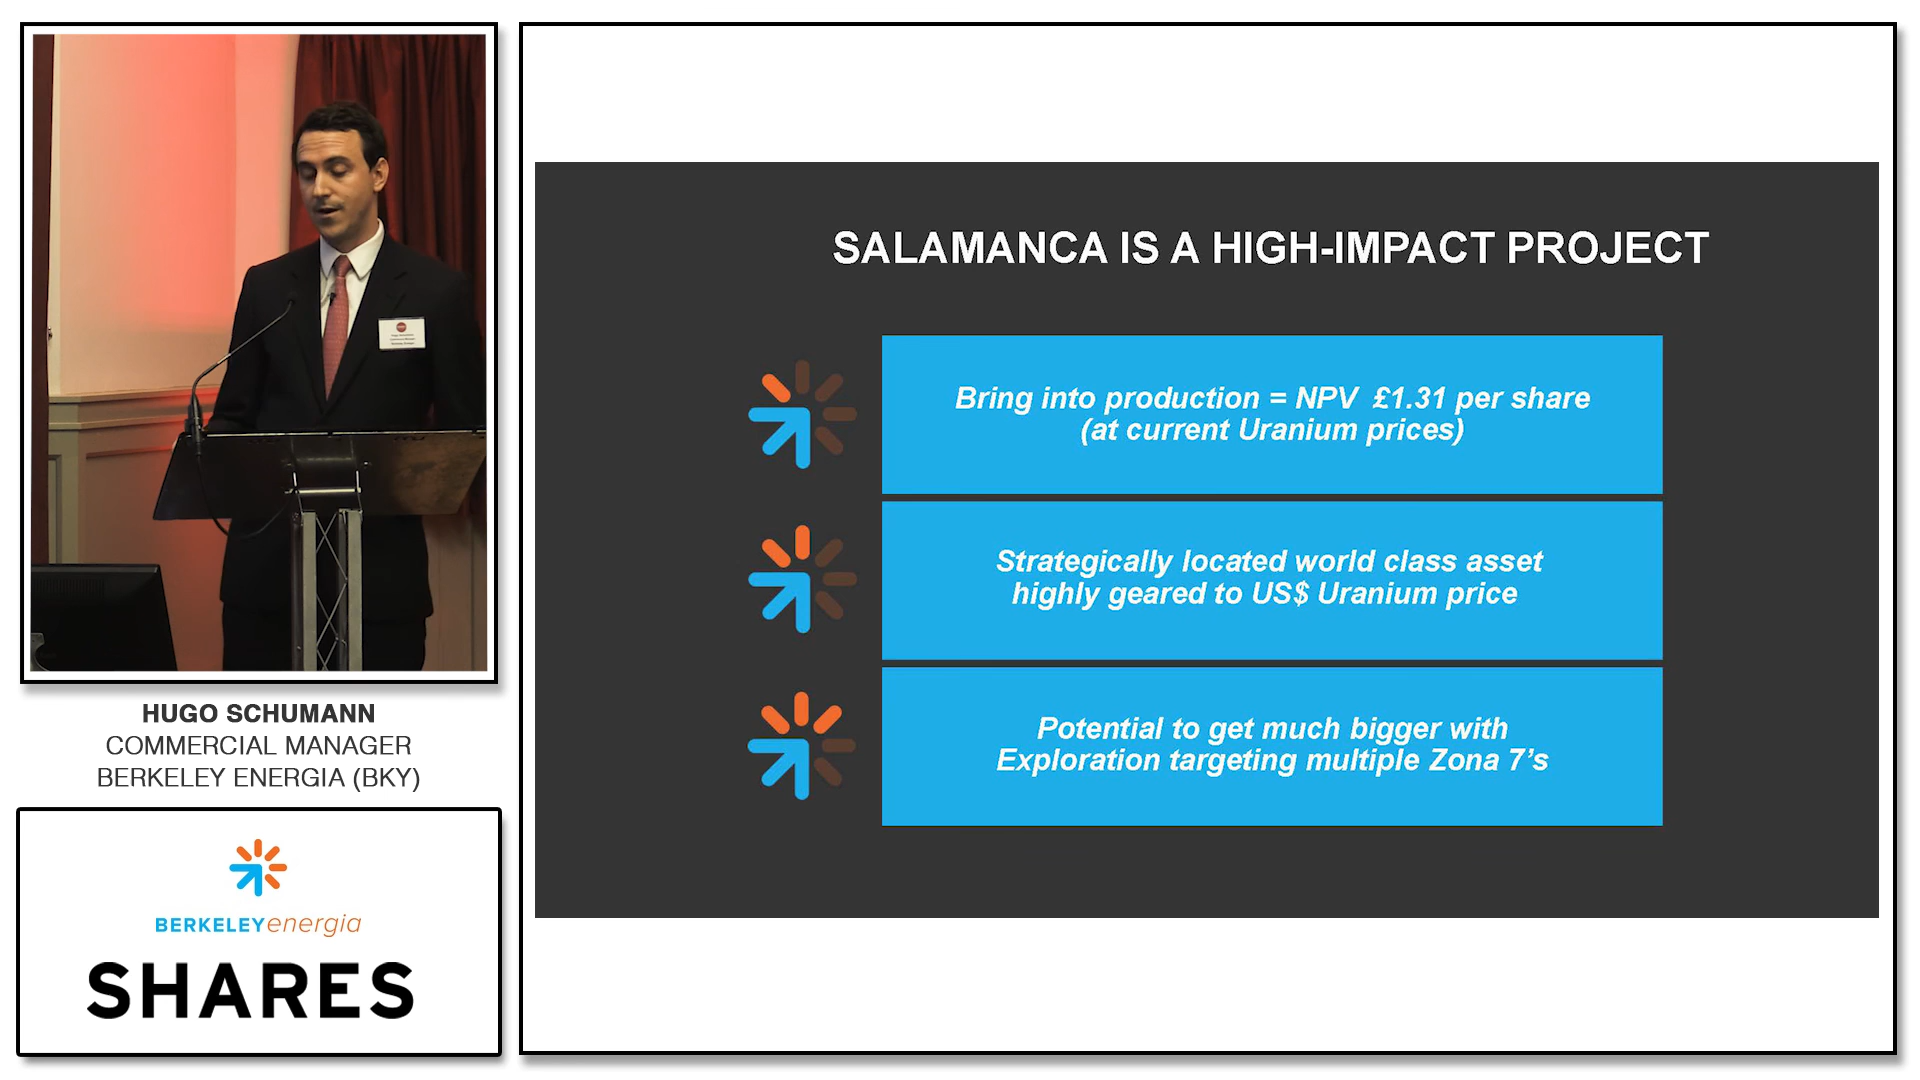 HUGO SCHUMANN
COMMERCIAL MANAGER
BERKELEY ENERGIA (BKY)
BERKELEYenergia
SHARES
SALAMANCA IS A HIGH-IMPACT PROJECT
Bring into production = NPV £1.31 per share
(at current Uranium prices)
Strategically located world class asset
highly geared to US$ Uranium price
Potential to get much bigger with
Exploration targeting multiple Zona 7’s